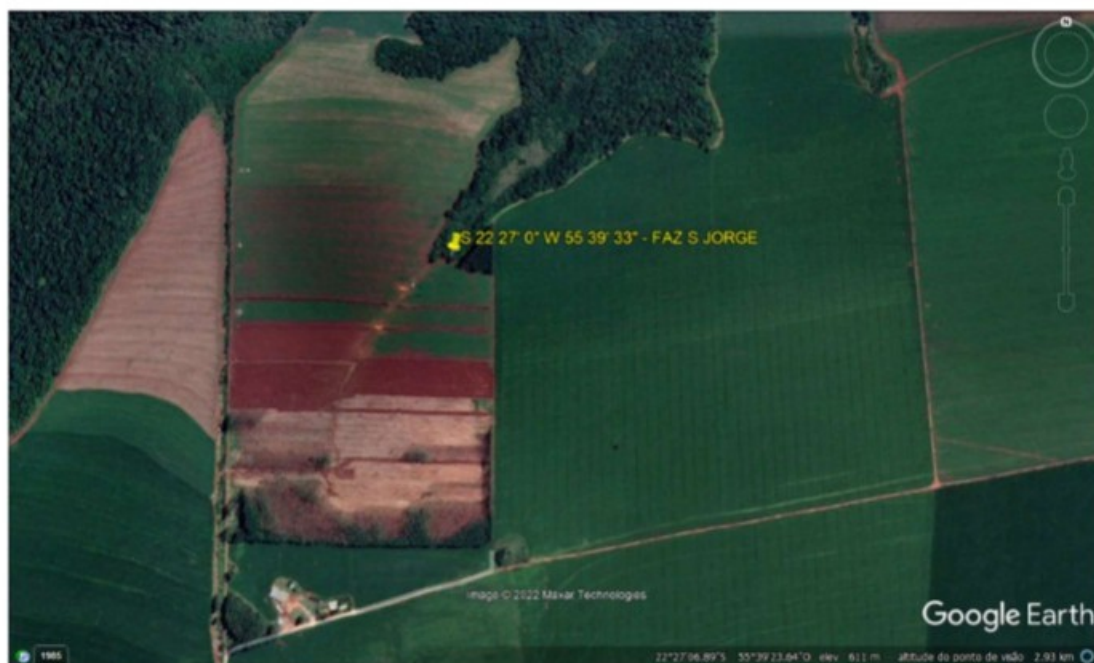 S 22 27' 0" W 55 39' 33" - FAZ S JORGE
Image © 2022 Maxar Technologies
Google Earth
1985
22°27'06.89"S 55°39'23.64"O elev 611 m altitude do ponto de visão 2.93 km